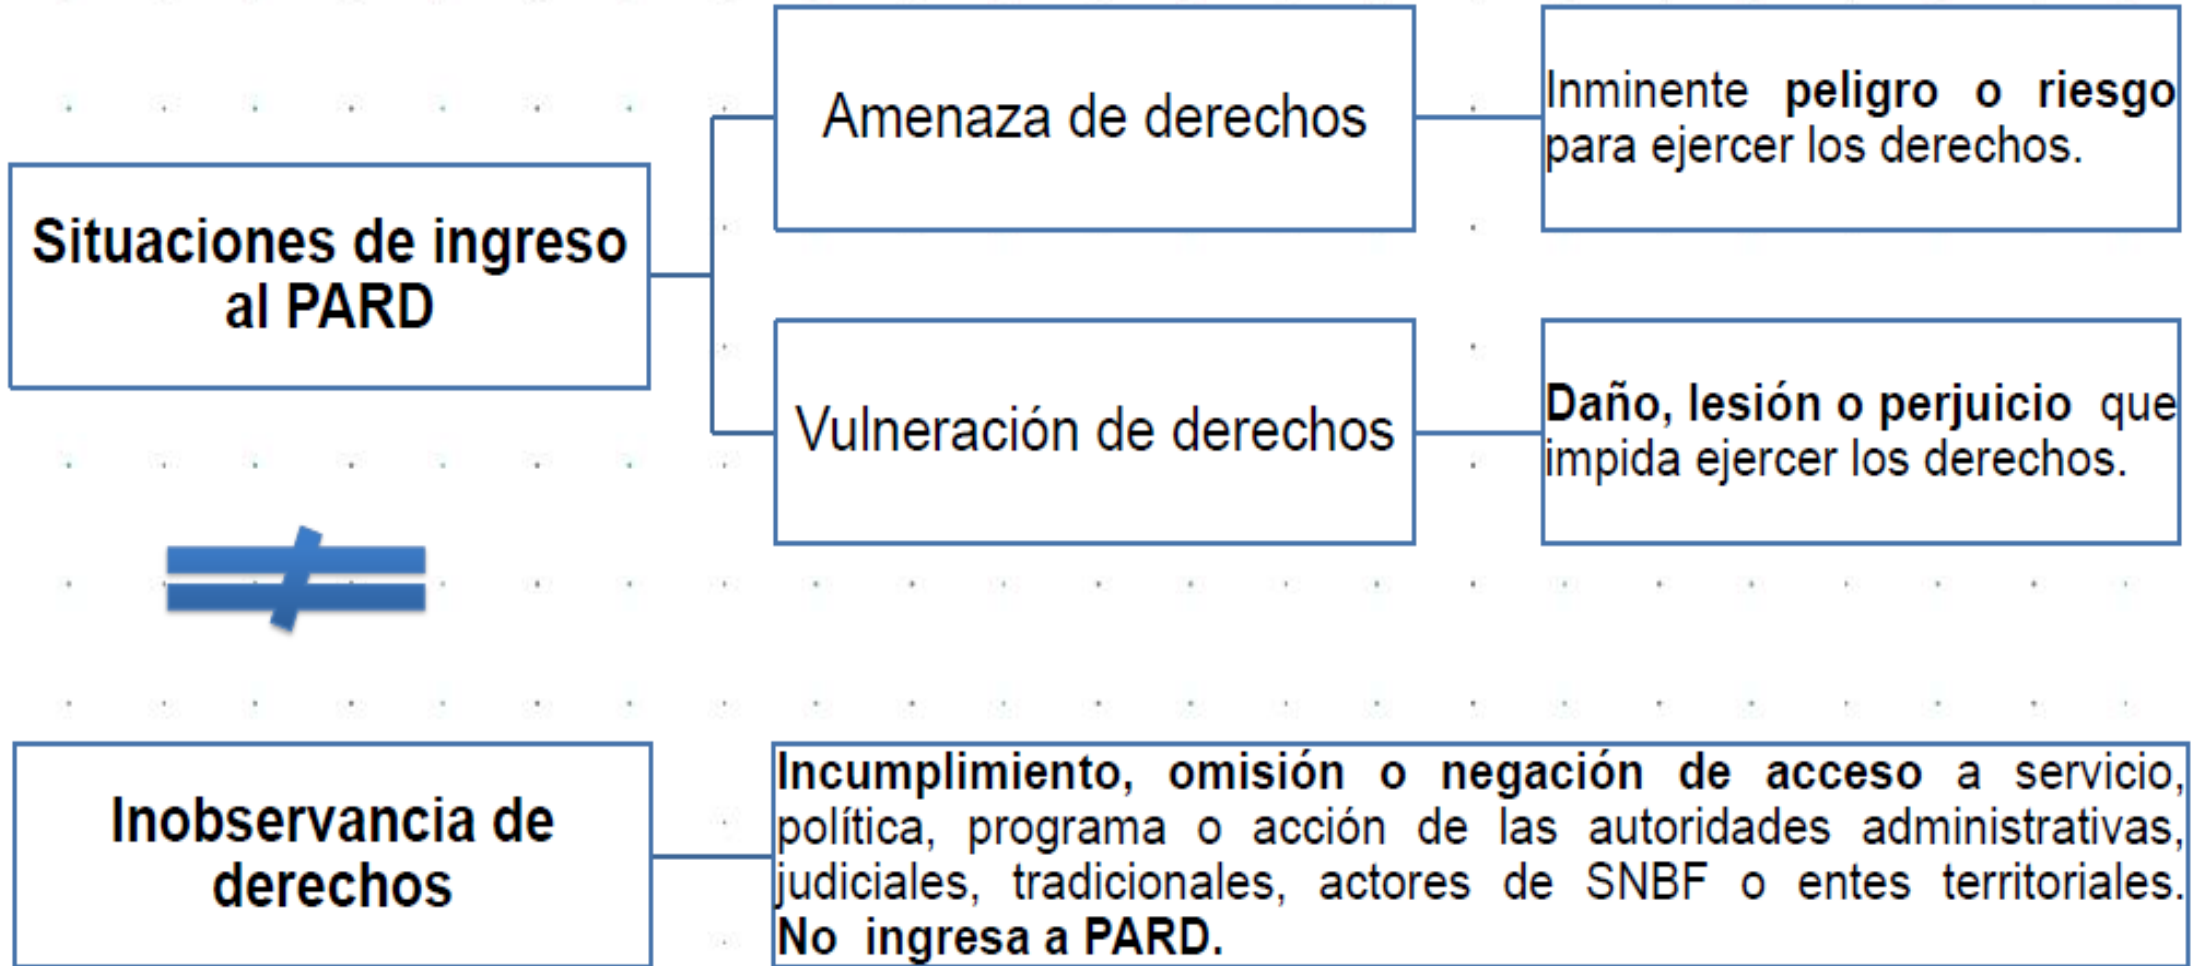 Situaciones de ingreso
al PARD
Amenaza de derechos
Inminente peligro o riesgo
para ejercer los derechos.
Vulneración de derechos
Daño, lesión o perjuicio que
impida ejercer los derechos.
Inobservancia de
derechos
Incumplimiento, omisión o negación de acceso a servicio,
política, programa o acción de las autoridades administrativas,
judiciales, tradicionales, actores de SNBF o entes territoriales.
No ingresa a PARD.